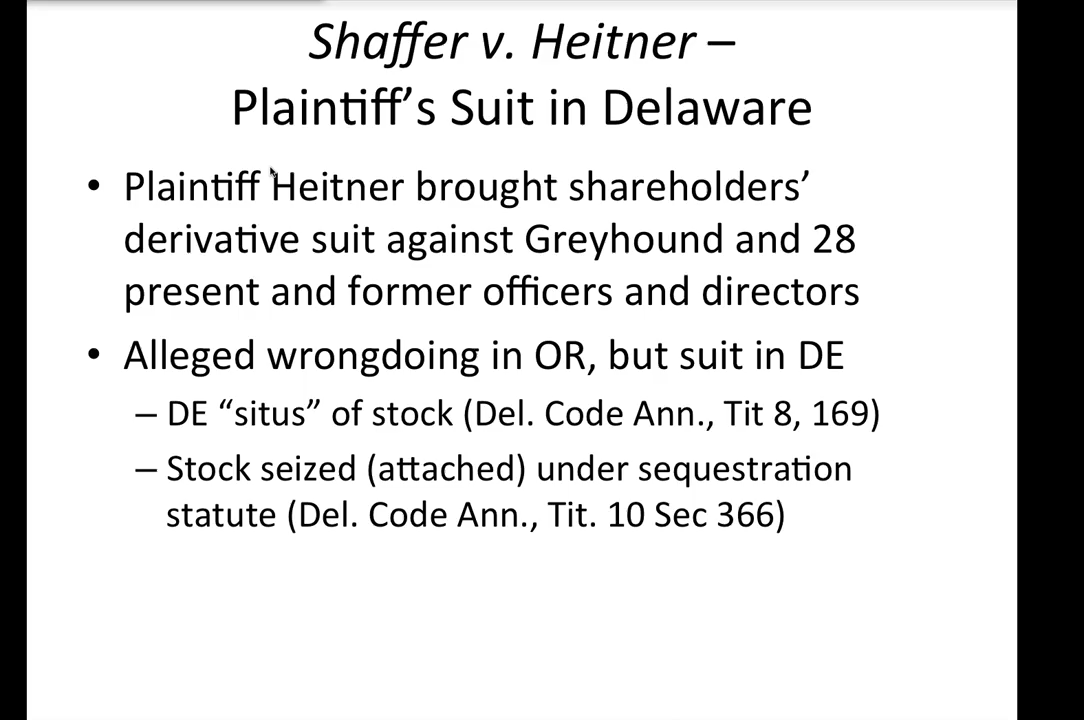 Shaffer v. Heitner –
Plaintiff’s Suit in Delaware
• Plaintiff Heitner brought shareholders’
derivative suit against Greyhound and 28
present and former officers and directors
• Alleged wrongdoing in OR, but suit in DE
– DE “situs” of stock (Del. Code Ann., Tit 8, 169)
– Stock seized (attached) under sequestration
statute (Del. Code Ann., Tit. 10 Sec 366)